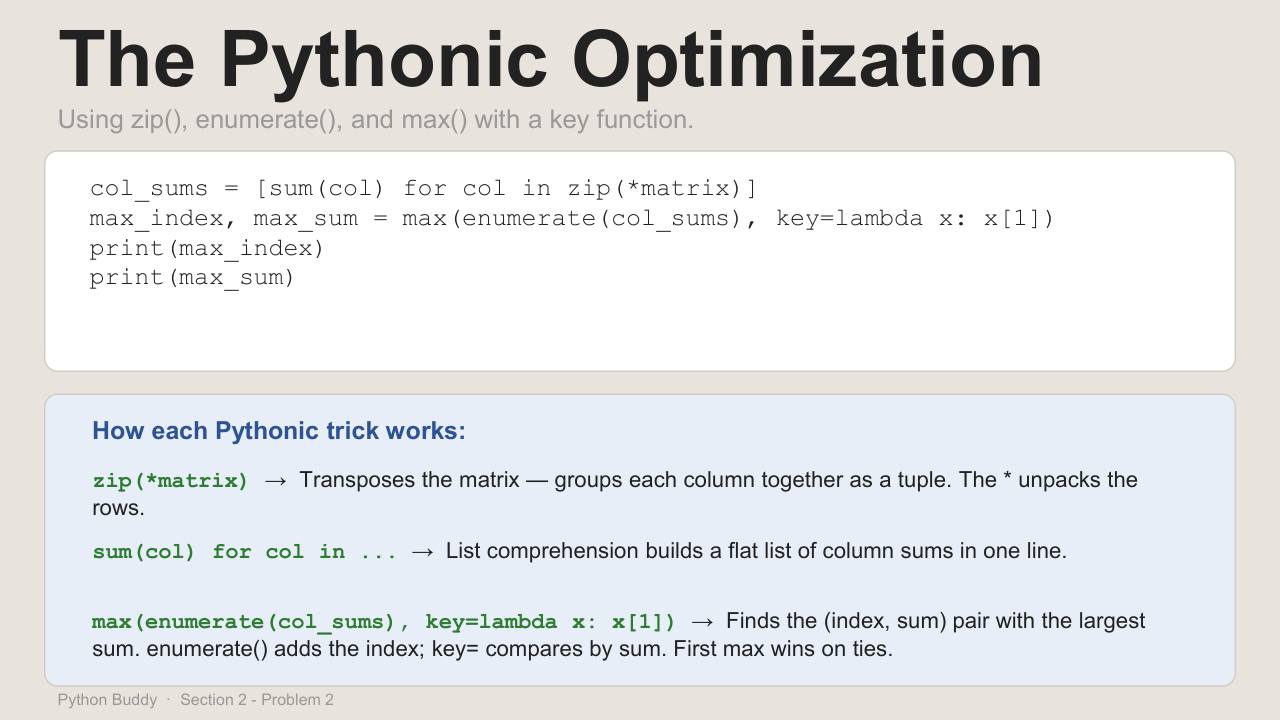 The Pythonic Optimization
Using zip(), enumerate(), and max() with a key function.
col_sums = [sum(col) for col in zip(*matrix)]
max_index, max_sum = max(enumerate(col_sums), key=lambda x: x[1])
print(max_index)
print(max_sum)
How each Pythonic trick works:
zip(*matrix) → Transposes the matrix — groups each column together as a tuple. The * unpacks the
rows.
sum(col) for col in ... → List comprehension builds a flat list of column sums in one line.
max(enumerate(col_sums), key=lambda x: x[1]) → Finds the (index, sum) pair with the largest
sum. enumerate() adds the index; key= compares by sum. First max wins on ties.
Python Buddy · Section 2 - Problem 2